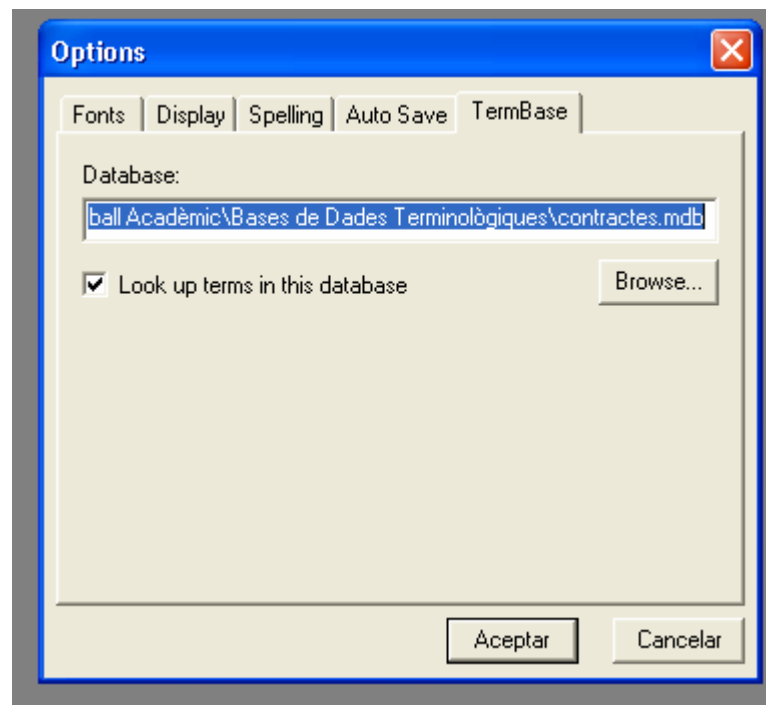 Options
Fonts Display Spelling Auto Save TermBase
Database:
ball Acadèmic\Bases de Dades Terminològiques\contractes.mdb
Look up terms in this database Browse...
Aceptar Cancelar